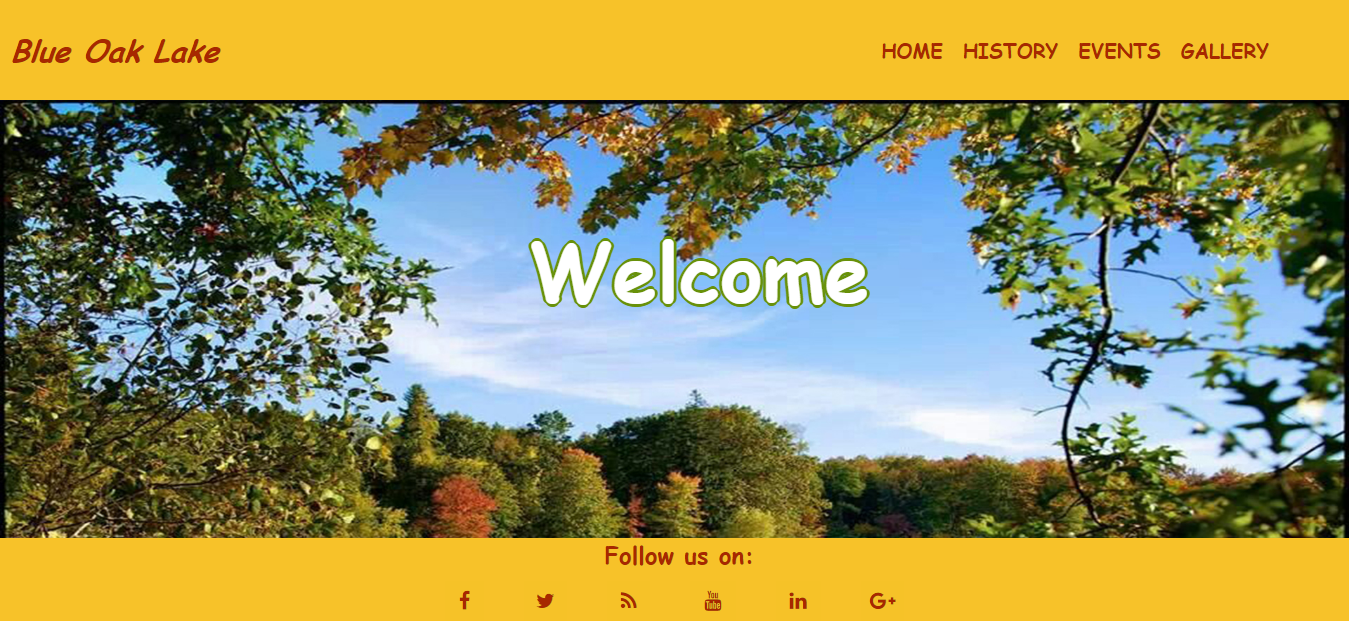 Blue Oak Lake
HOME HISTORY EVENTS GALLERY
Welcome
Follow us on:
You Tube in G+